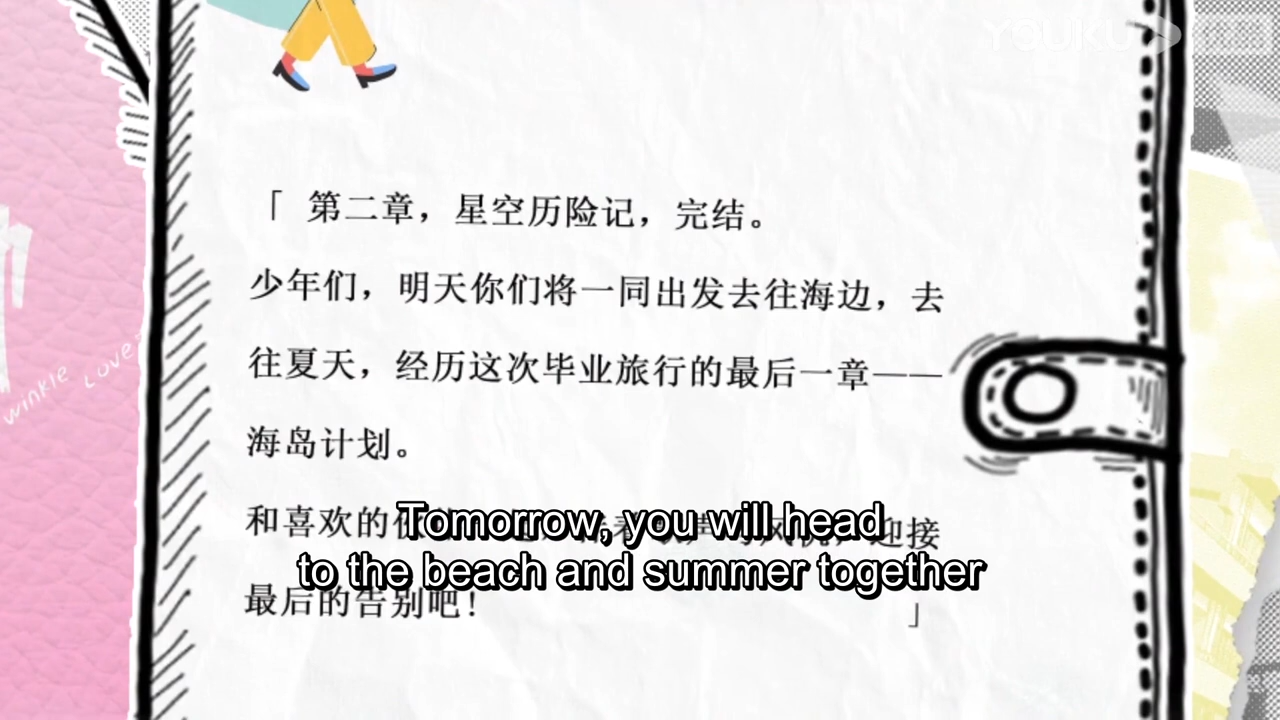 YOUKU
「 第二章，星空历险记，完结。
少年们，明天你们将一同出发去往海边，去
往夏天，经历这次毕业旅行的最后一章——
海岛计划。
winkle Love
和喜欢的 迎接
Tomorrow, you will head
to the beach and summer together
最后的告别吧！ 」